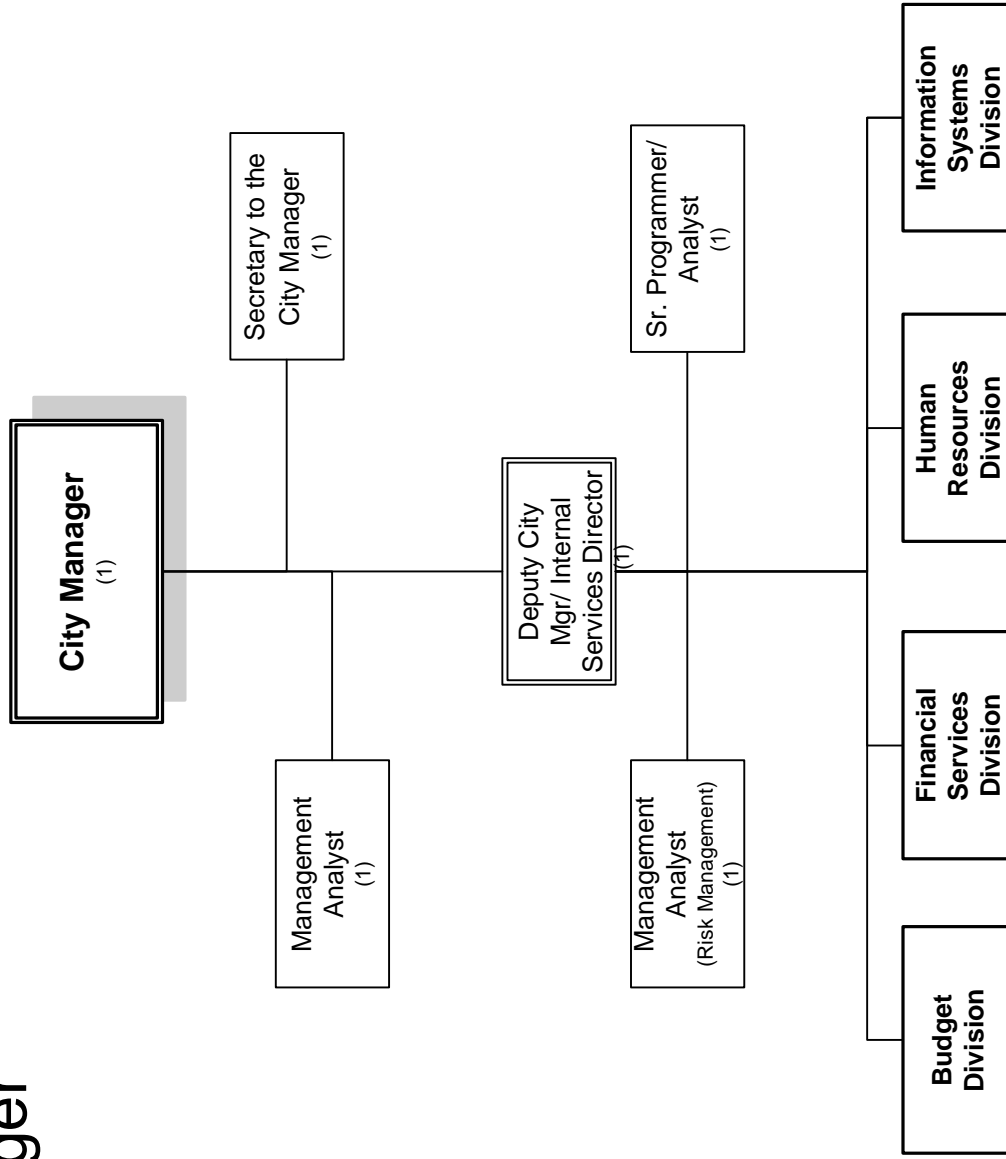 City Manager
(1)
Management
Analyst
(1)
Secretary to the
City Manager
(1)
Deputy City
Mgr/ Internal
Services Director
(1)
Management
Analyst
(Risk Management)
(1)
Sr. Programmer/
Analyst
(1)
Budget
Division
Financial
Services
Division
Human
Resources
Division
Information
Systems
Division